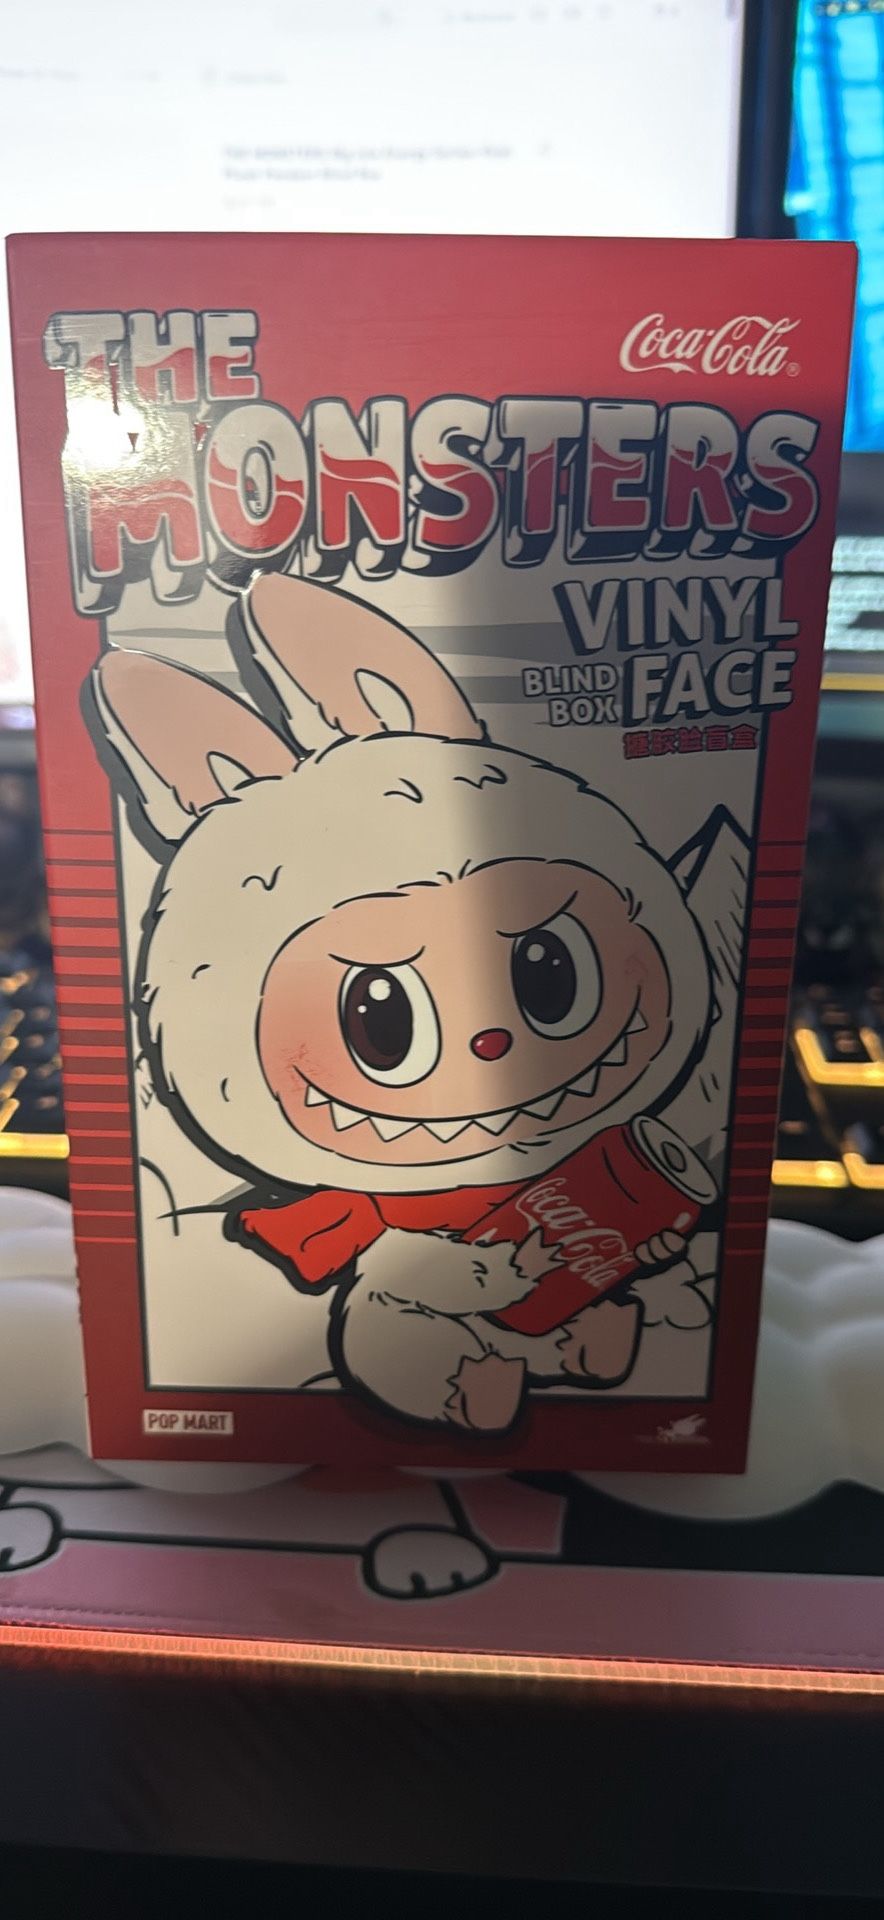 Coca-Cola®
THE
MONSTERS
VINYL
BLIND BOX FACE
搪胶脸盲盒
Coca-Cola
POP MART